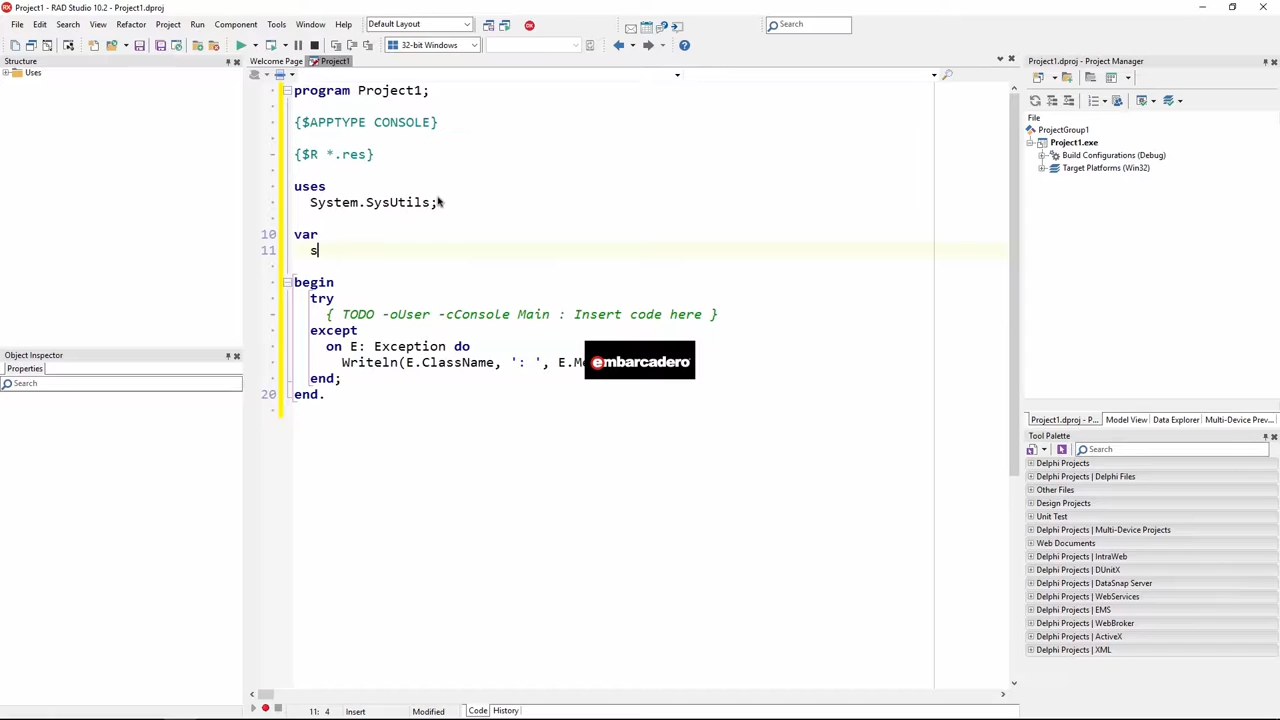 Project1 - RAD Studio 10.2 - Project1.dproj
File Edit Search View Refactor Project Run Component Tools Window Help Default Layout Search
32-bit Windows
Structure
Uses
Object Inspector
Properties
Search
Welcome Page Project1
program Project1;
{$APPTYPE CONSOLE}
{$R *.res}
uses
System.SysUtils;
10 var
11 s
begin
try
{ TODO -oUser -cConsole Main : Insert code here }
except
on E: Exception do
Writeln(E.ClassName, ': ', E.Me
embarcadero
end;
20 end.
11: 4 Insert Modified Code History
Project1.dproj - Project Manager
File
ProjectGroup1
Project1.exe
Build Configurations (Debug)
Target Platforms (Win32)
Project1.dproj - P... Model View Data Explorer Multi-Device Prev...
Tool Palette
Search
Delphi Projects
Delphi Projects | Delphi Files
Other Files
Design Projects
Unit Test
Delphi Projects | Multi-Device Projects
Web Documents
Delphi Projects | IntraWeb
Delphi Projects | DUnitX
Delphi Projects | DataSnap Server
Delphi Projects | WebServices
Delphi Projects | EMS
Delphi Projects | WebBroker
Delphi Projects | ActiveX
Delphi Projects | XML